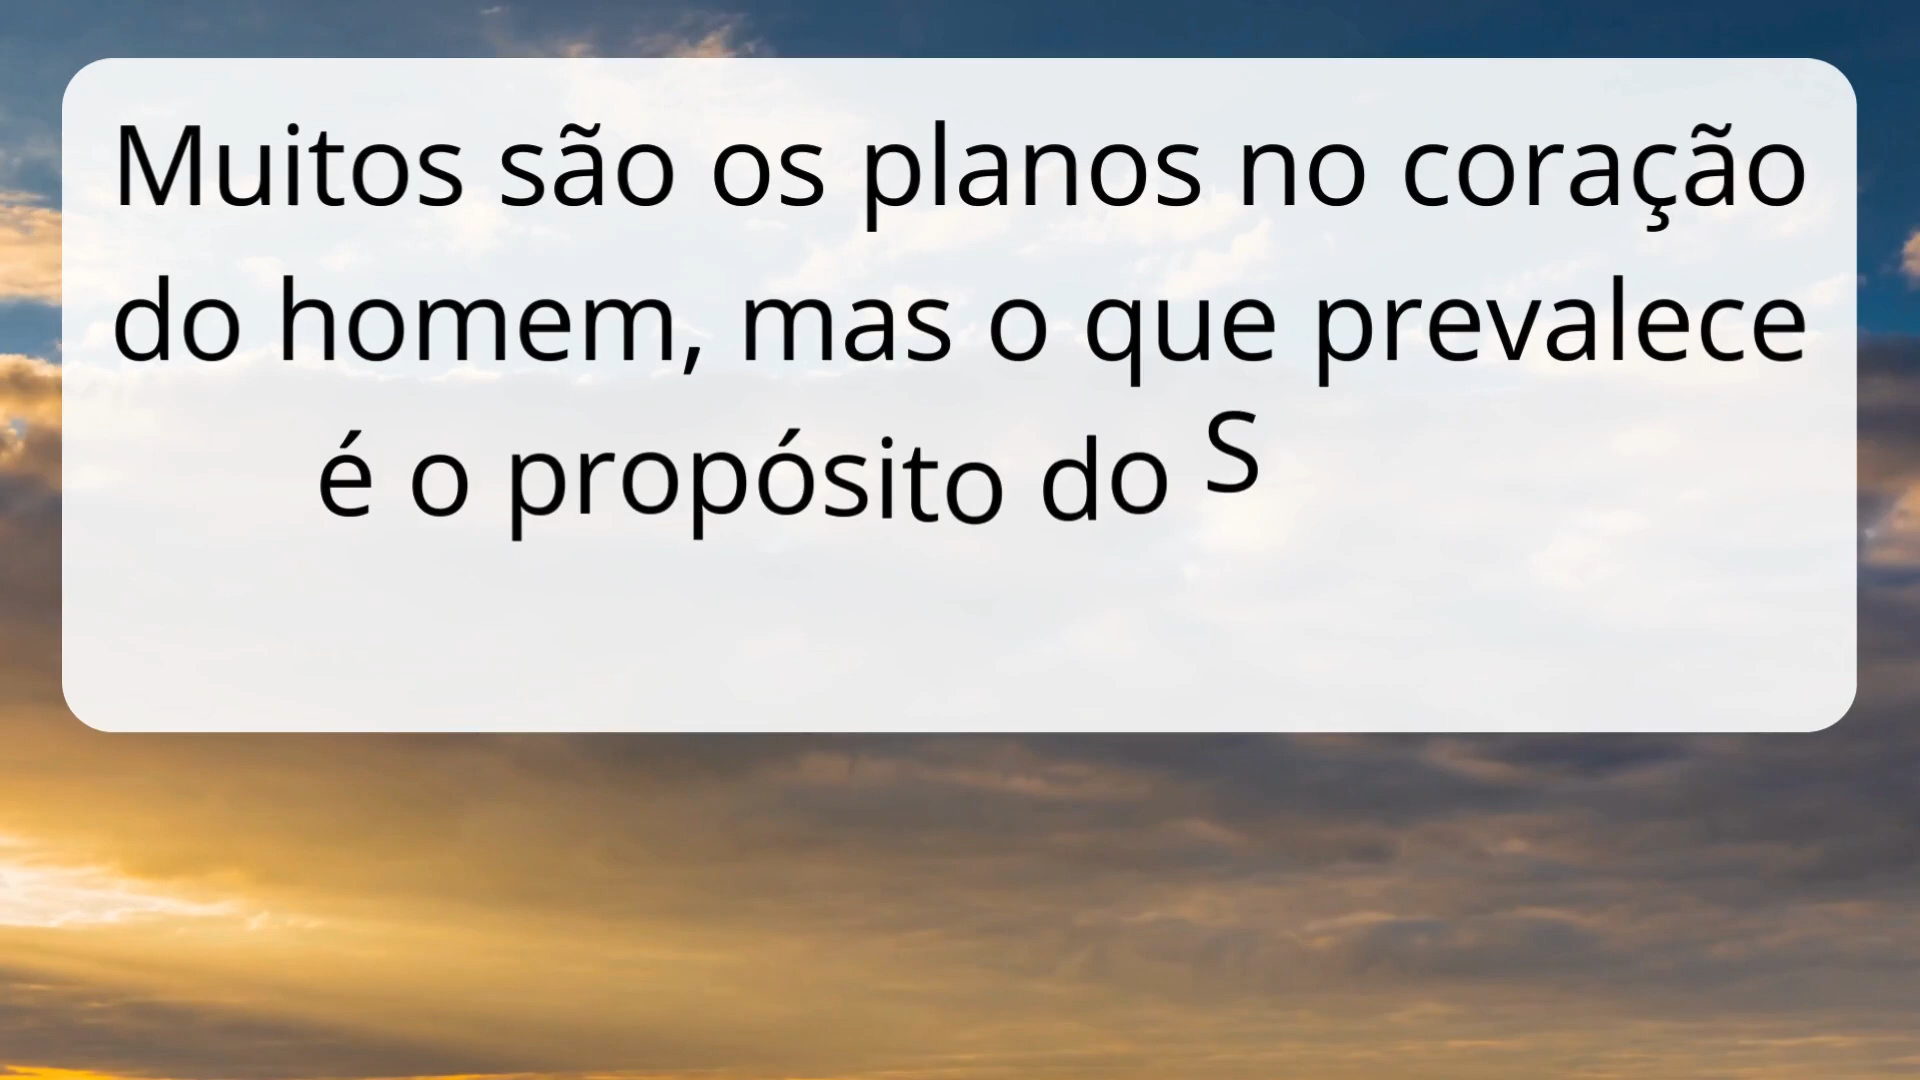 Muitos são os planos no coração
do homem, mas o que prevalece
é o propósito do S